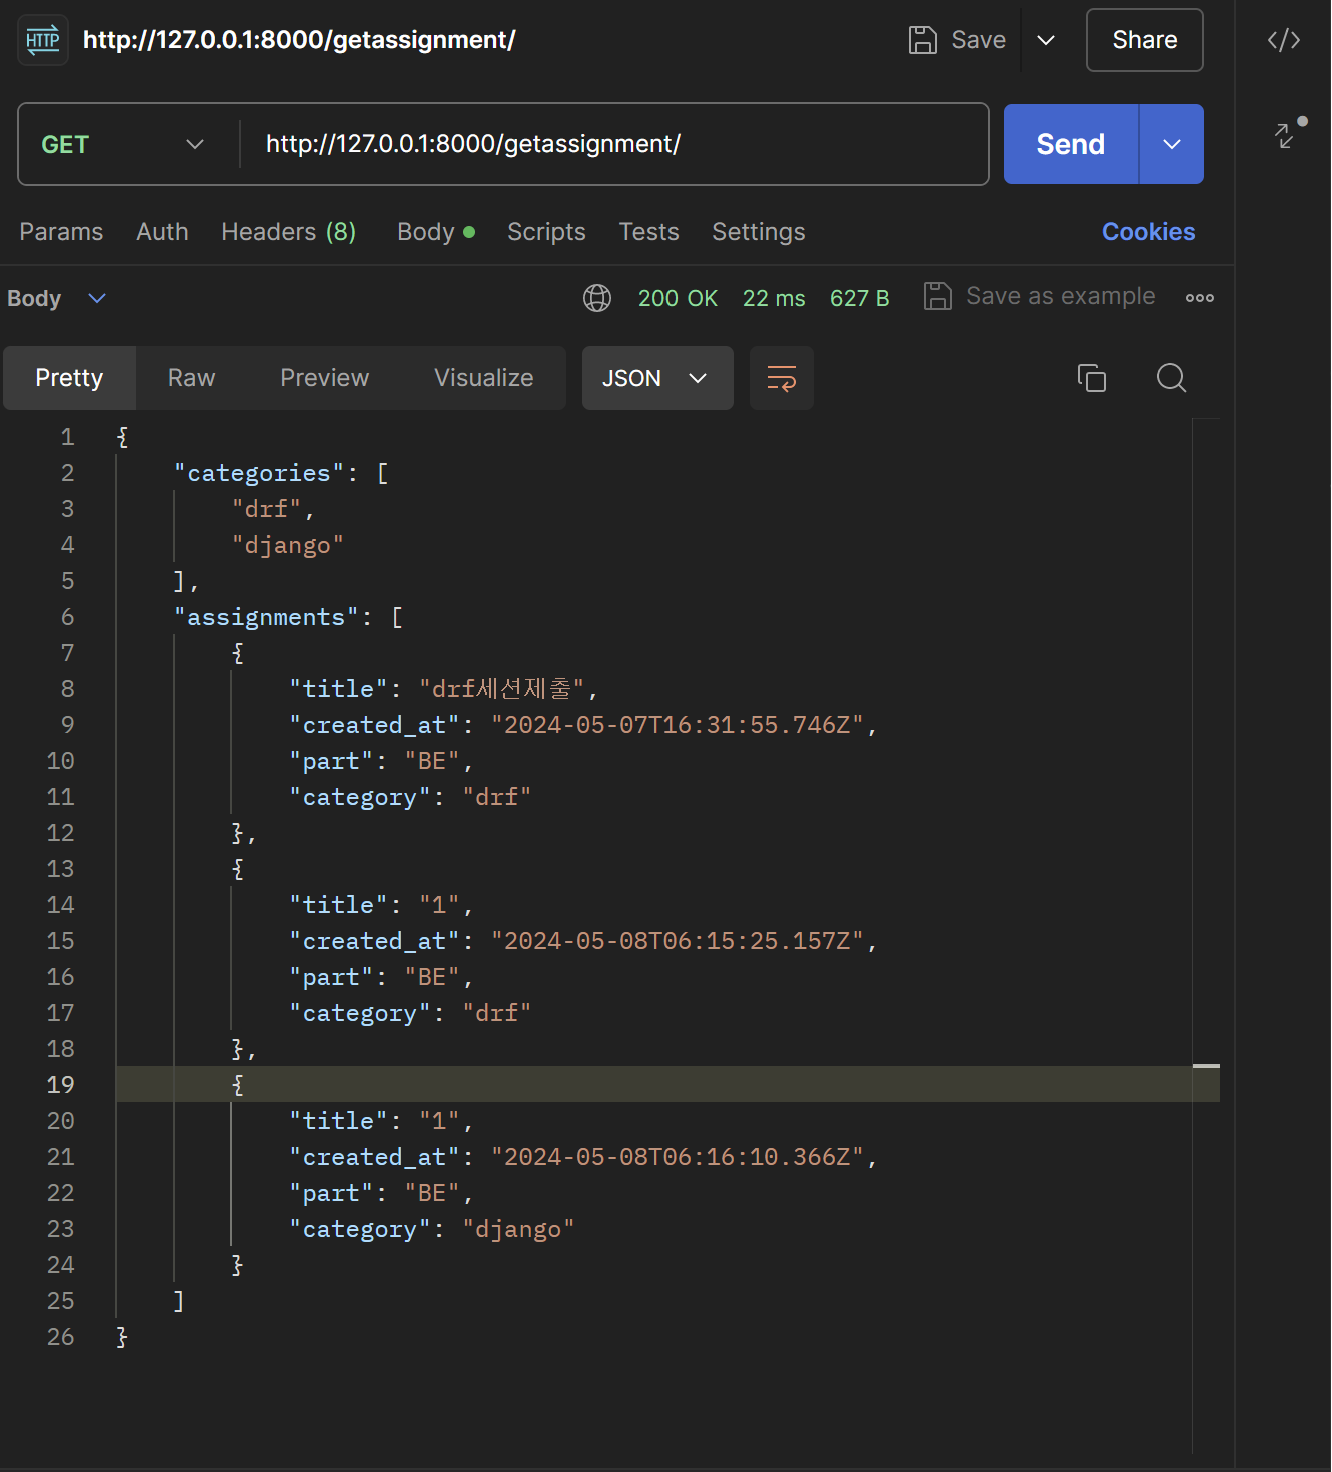 HTTP http://127.0.0.1:8000/getassignment/ Save Share
GET http://127.0.0.1:8000/getassignment/ Send
Params Auth Headers (8) Body Scripts Tests Settings Cookies
Body 200 OK 22 ms 627 B Save as example
Pretty Raw Preview Visualize JSON
1 {
2 "categories": [
3 "drf",
4 "django"
5 ],
6 "assignments": [
7 {
8 "title": "drf세션제출",
9 "created_at": "2024-05-07T16:31:55.746Z",
10 "part": "BE",
11 "category": "drf"
12 },
13 {
14 "title": "1",
15 "created_at": "2024-05-08T06:15:25.157Z",
16 "part": "BE",
17 "category": "drf"
18 },
19 {
20 "title": "1",
21 "created_at": "2024-05-08T06:16:10.366Z",
22 "part": "BE",
23 "category": "django"
24 }
25 ]
26 }